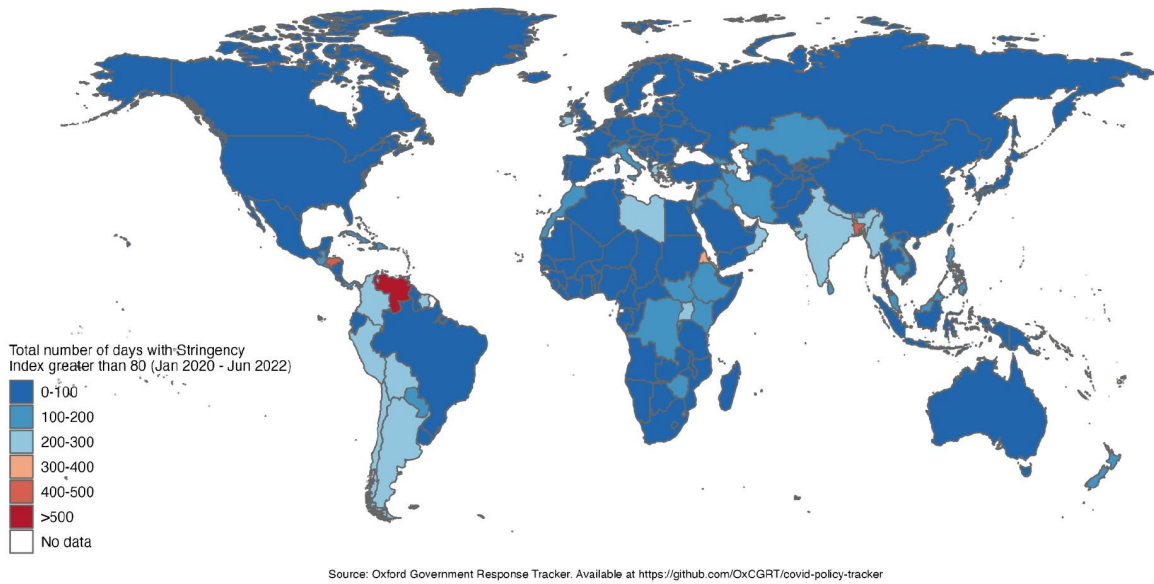 Total number of days with Stringency
Index greater than 80 (Jan 2020 - Jun 2022)
0-100
100-200
200-300
300-400
400-500
>500
No data
Source: Oxford Government Response Tracker. Available at https://github.com/OxCGRT/covid-policy-tracker